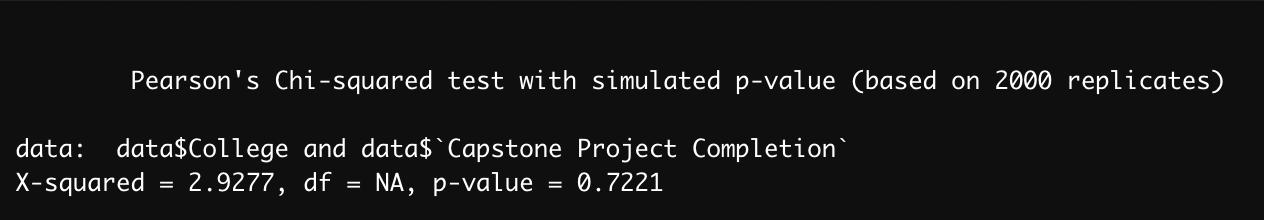 Pearson's Chi-squared test with simulated p-value (based on 2000 replicates)
data:  data$College and data$`Capstone Project Completion`
X-squared = 2.9277, df = NA, p-value = 0.7221